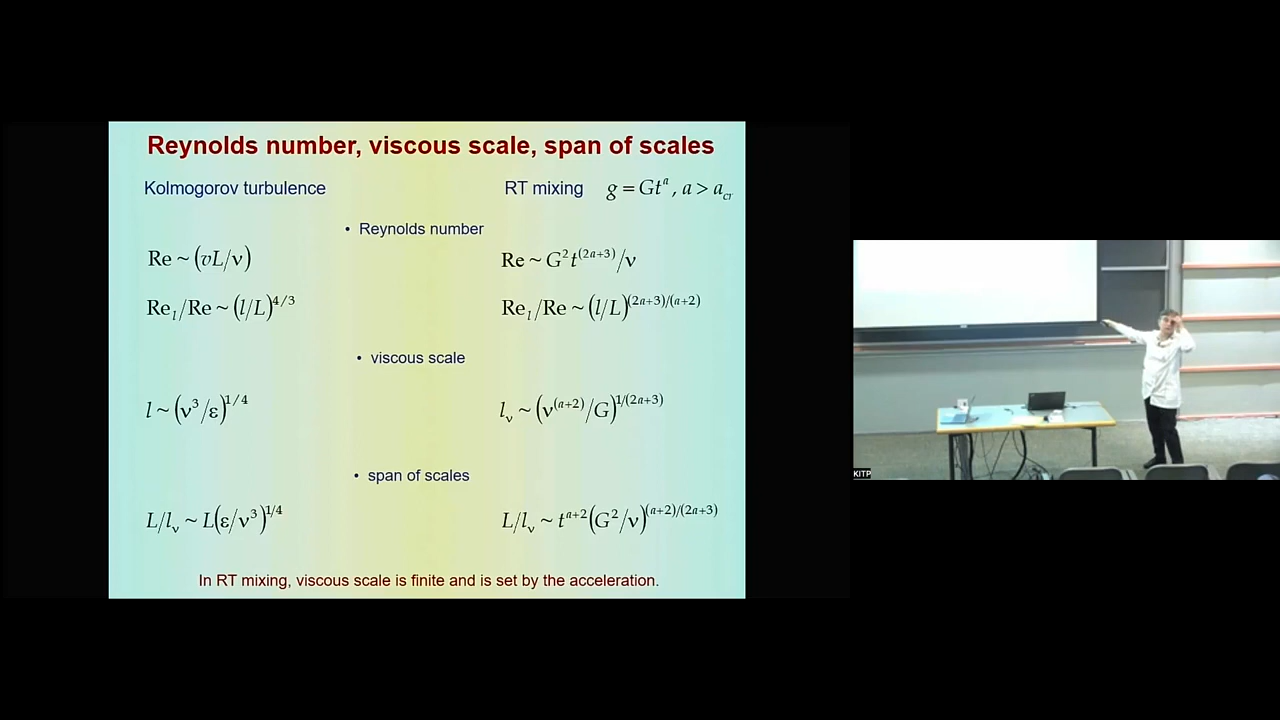 Reynolds number, viscous scale, span of scales
Kolmogorov turbulence RT mixing g = Gtᵃ, a > a_cr
• Reynolds number
Re ~ (vL/ν) Re ~ G²t^(2a+3)/ν
Re_l/Re ~ (l/L)^4/3 Re_l/Re ~ (l/L)^(2a+3)/(a+2)
• viscous scale
l ~ (ν³/ε)^1/4 l_ν ~ (ν^(a+2)/G)^1/(2a+3)
• span of scales
L/l_ν ~ L(ε/ν³)^1/4 L/l_ν ~ t^a+2(G²/ν)^(a+2)/(2a+3)
In RT mixing, viscous scale is finite and is set by the acceleration.
KITP